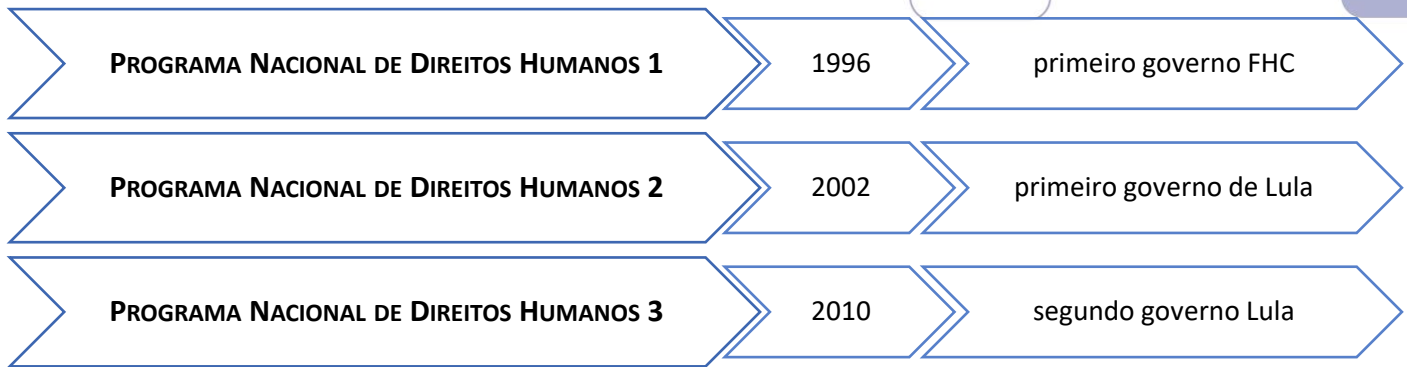 PROGRAMA NACIONAL DE DIREITOS HUMANOS 1 1996 primeiro governo FHC
PROGRAMA NACIONAL DE DIREITOS HUMANOS 2 2002 primeiro governo de Lula
PROGRAMA NACIONAL DE DIREITOS HUMANOS 3 2010 segundo governo Lula